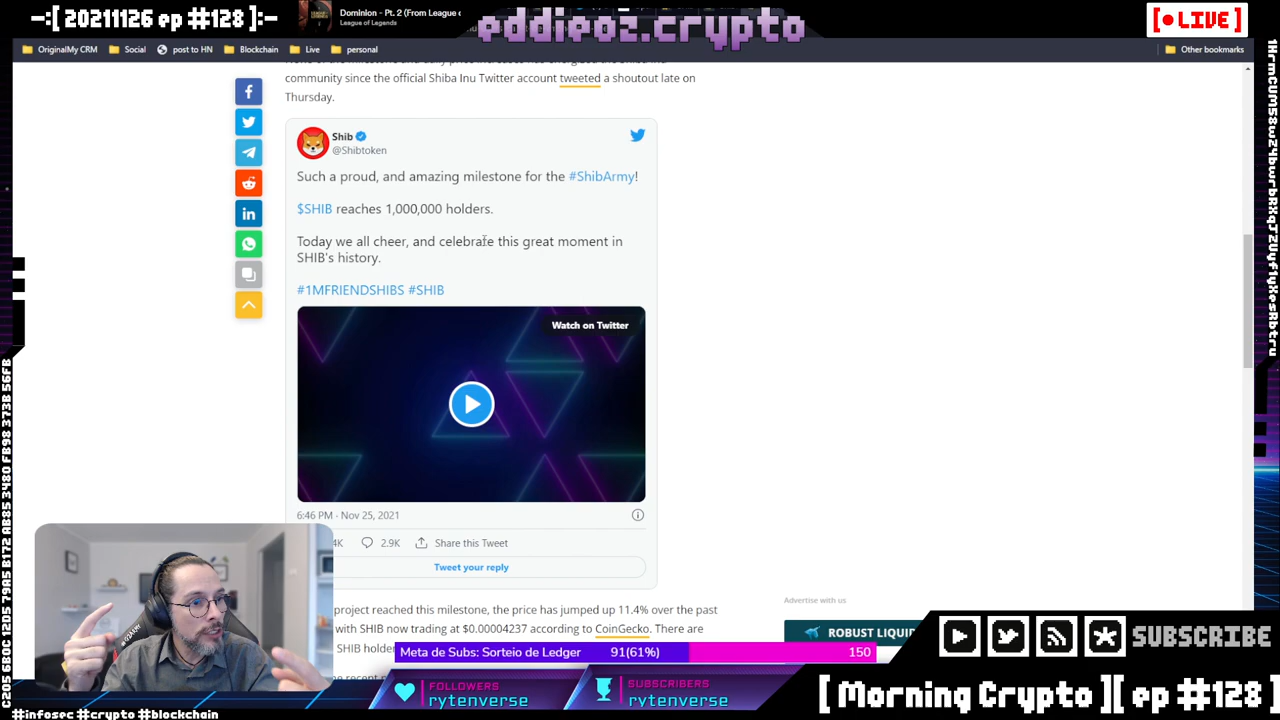 -:[ 20211126 ep #128 ]:-
Dominion - Pt. 2 (From League o
League of Legends
eddieoz.crypto
[● LIVE]
OriginalMy CRM
Social
post to HN
Blockchain
Live
personal
Other bookmarks
community since the official Shiba Inu Twitter account tweeted a shoutout late on
Thursday.
Shib
@Shibtoken
Such a proud, and amazing milestone for the #ShibArmy!
$SHIB reaches 1,000,000 holders.
Today we all cheer, and celebrate this great moment in
SHIB's history.
#1MFRIENDSHIBS #SHIB
Watch on Twitter
6:46 PM · Nov 25, 2021
4K
2.9K
Share this Tweet
Tweet your reply
project reached this milestone, the price has jumped up 11.4% over the past
with SHIB now trading at $0.00004237 according to CoinGecko. There are
SHIB holde
Advertise with us
ROBUST LIQUID
Meta de Subs: Sorteio de Ledger
91(61%)
150
FOLLOWERS
rytenverse
SUBSCRIBERS
rytenverse
SUBSCRIBE
[ Morning Crypto ][ ep #128 ]
#infosec #crypto #blockchain